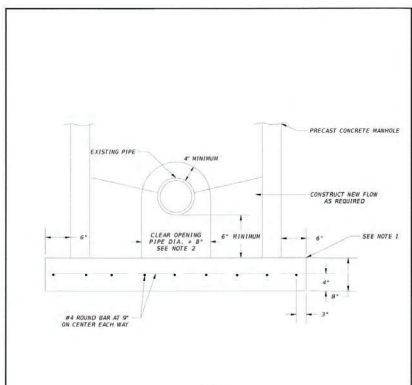 PRECAST CONCRETE MANHOLE
EXISTING PIPE
4" MINIMUM
CONSTRUCT NEW FLOW
AS REQUIRED
CLEAR OPENING
PIPE DIA. + 8"
SEE NOTE 2
6" MINIMUM
6"
6"
SEE NOTE 1
4"
8"
3"
#4 ROUND BAR AT 9"
ON CENTER EACH WAY